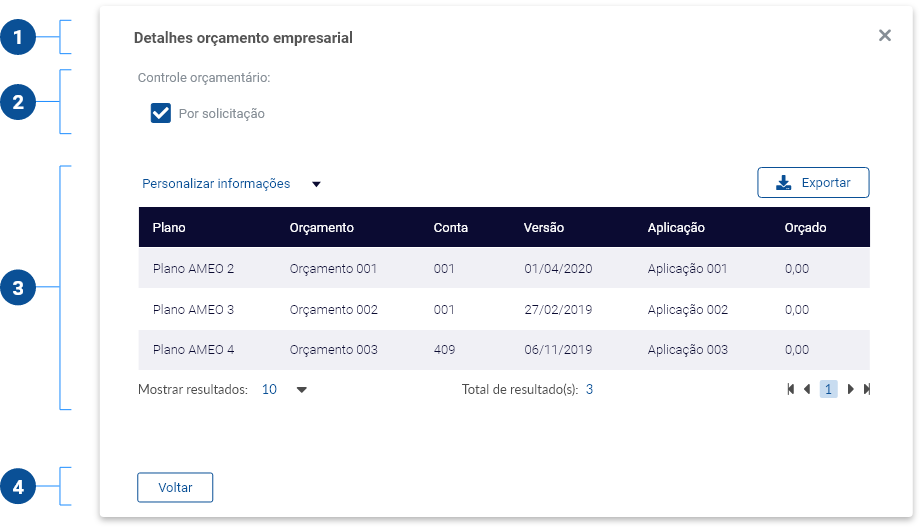 1
Detalhes orçamento empresarial
2
Controle orçamentário:
Por solicitação
3
Personalizar informações
Exportar
Plano Orçamento Conta Versão Aplicação Orçado
Plano AMEO 2 Orçamento 001 001 01/04/2020 Aplicação 001 0,00
Plano AMEO 3 Orçamento 002 001 27/02/2019 Aplicação 002 0,00
Plano AMEO 4 Orçamento 003 409 06/11/2019 Aplicação 003 0,00
Mostrar resultados: 10 Total de resultado(s): 3 1
4
Voltar